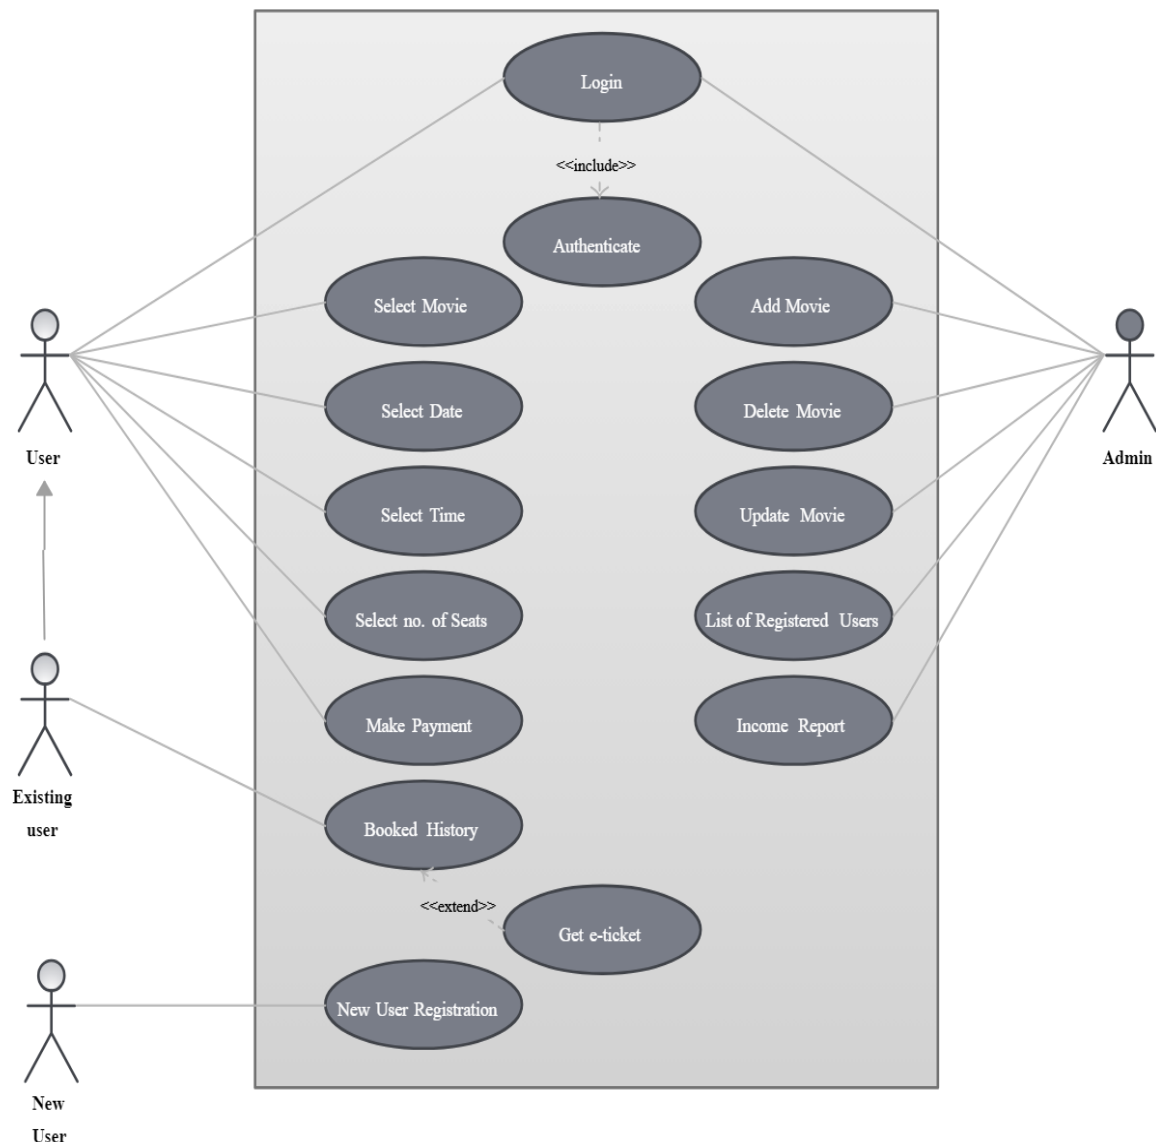 Login
<<include>>
Authenticate
Select Movie
Add Movie
Select Date
Delete Movie
User
Admin
Select Time
Update Movie
Select no. of Seats
List of Registered Users
Make Payment
Income Report
Existing
user
Booked History
<<extend>>
Get e-ticket
New User Registration
New
User